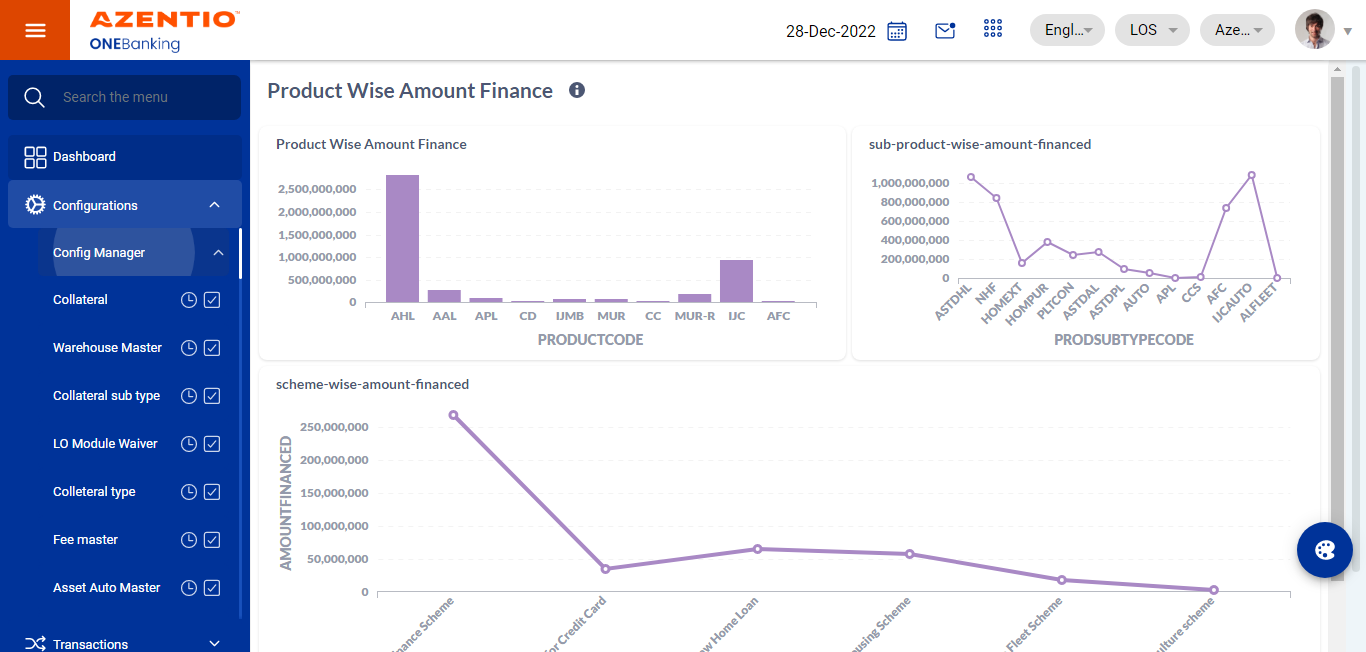 AZENTIO™
ONEBanking
28-Dec-2022
Engl...
LOS
Aze...
Search the menu
Dashboard
Configurations
Config Manager
Collateral
Warehouse Master
Collateral sub type
LO Module Waiver
Colleteral type
Fee master
Asset Auto Master
Transactions
Product Wise Amount Finance
Product Wise Amount Finance
2,500,000,000
2,000,000,000
1,500,000,000
1,000,000,000
500,000,000
0
AHL AAL APL CD IJMB MUR CC MUR-R IJC AFC
PRODUCTCODE
sub-product-wise-amount-financed
1,000,000,000
800,000,000
600,000,000
400,000,000
200,000,000
0
ASTDHL NHF HOMEXT HOMPUR PLTCON ASTDAL ASTDPL AUTO APL CCS AFC IJCAUTO ALFLEET
PRODSUBTYPECODE
scheme-wise-amount-financed
AMOUNTFINANCED
250,000,000
200,000,000
150,000,000
100,000,000
50,000,000
0
nance Scheme
or Credit Card
w Home Loan
using Scheme
Fleet Scheme
ulture scheme